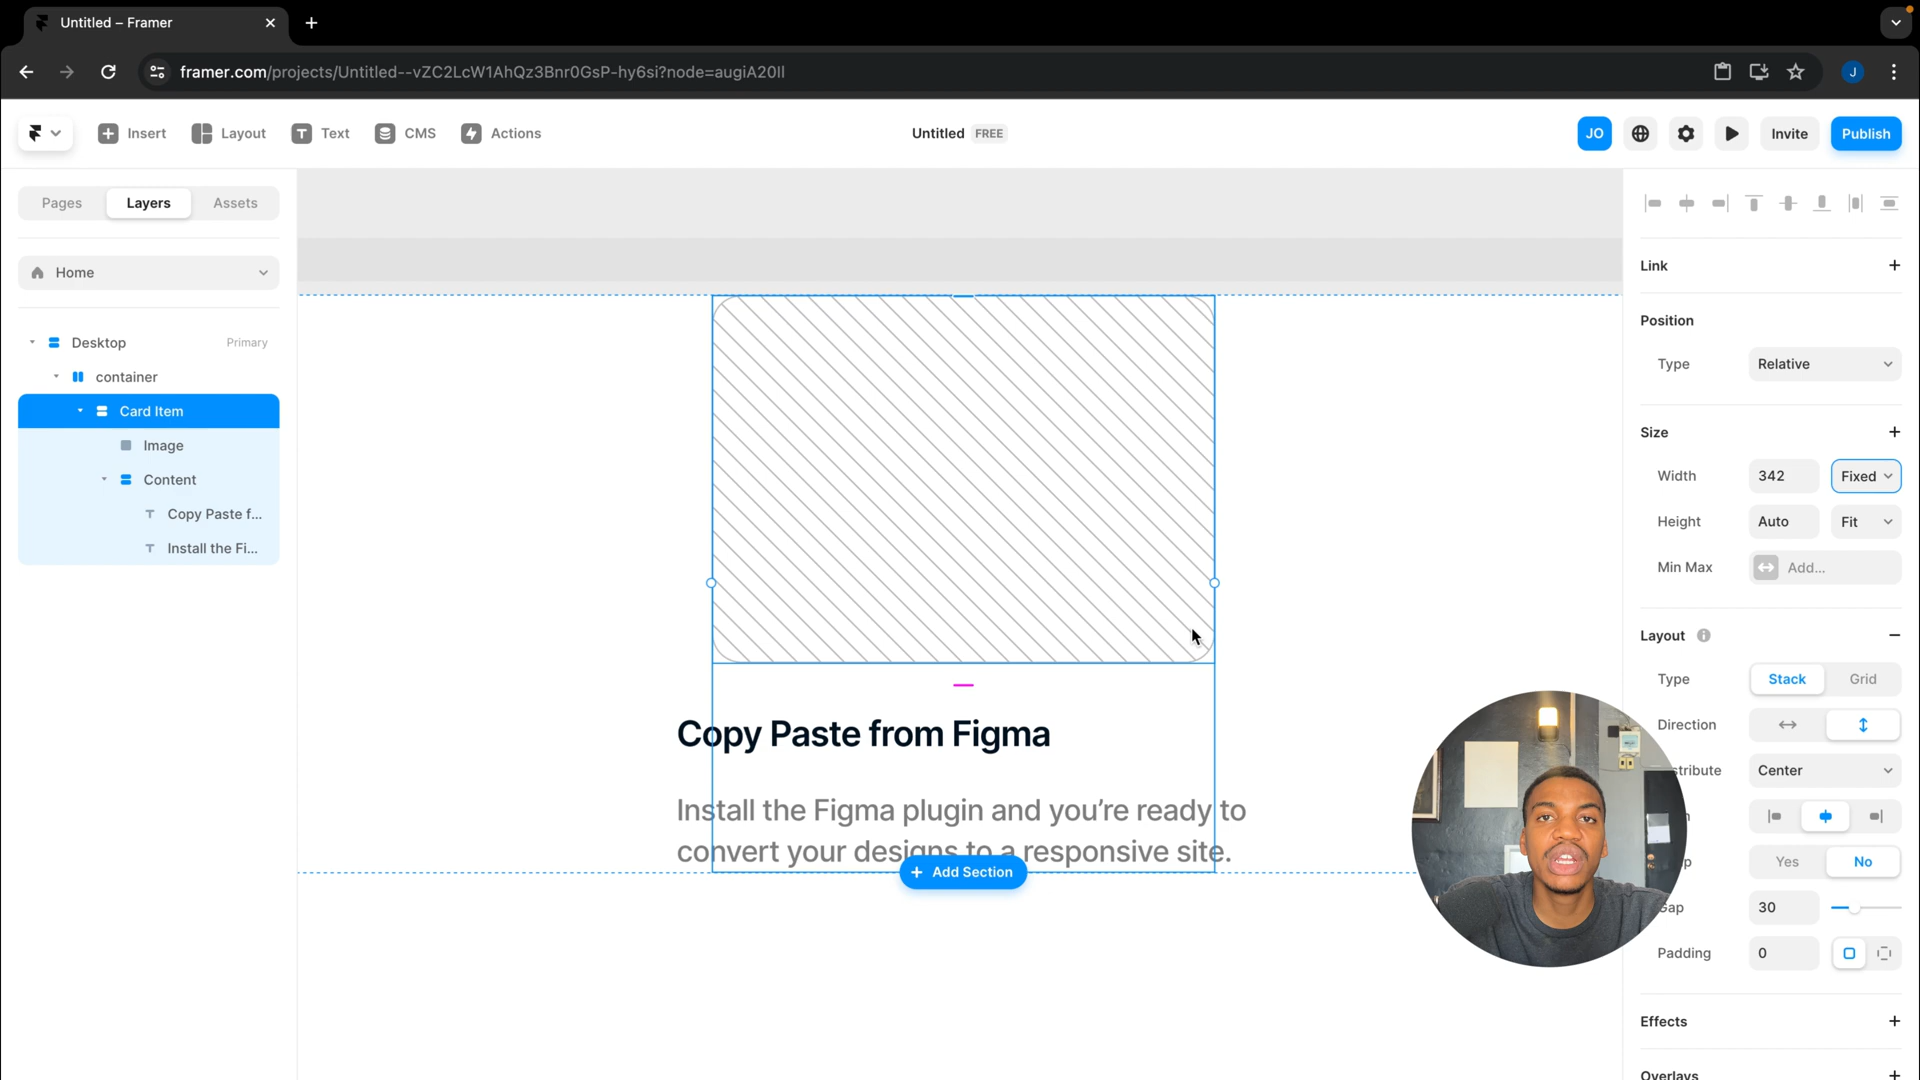 Untitled – Framer
framer.com/projects/Untitled--vZC2LcW1AhQz3Bnr0GsP-hy6si?node=augiA20Il
J
Insert
Layout
Text
CMS
Actions
Untitled FREE
JO
Invite
Publish
Pages
Layers
Assets
Home
Desktop
Primary
container
Card Item
Image
Content
Copy Paste f...
Install the Fi...
Copy Paste from Figma
Install the Figma plugin and you’re ready to
convert your designs to a responsive site.
Add Section
Link
Position
Type
Relative
Size
Width
342
Fixed
Height
Auto
Fit
Min Max
Add...
Layout
Type
Stack
Grid
Direction
Center
Yes
No
Gap
30
Padding
0
Effects
Overlays